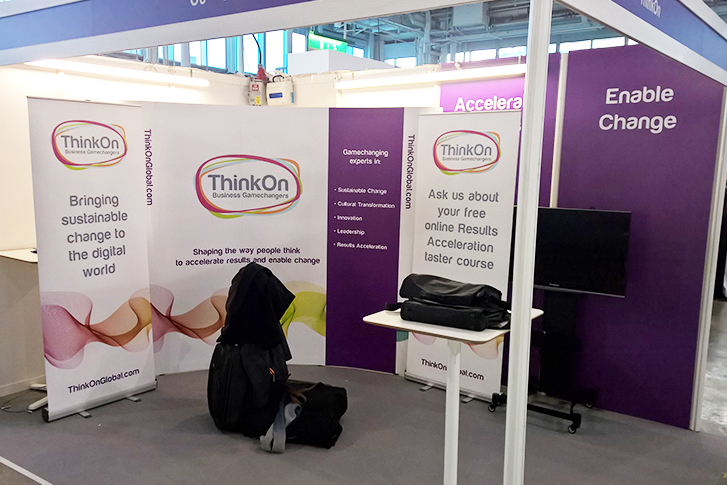 ThinkOn
ThinkOn
Business Gamechangers
Bringing
sustainable
change to
the digital
world
ThinkOnGlobal.com
ThinkOnGlobal.com
ThinkOn
Business Gamechangers
Shaping the way people think
to accelerate results and enable change
Gamechanging
experts in:
• Sustainable Change
• Cultural Transformation
• Innovation
• Leadership
• Results Acceleration
ThinkOnGlobal.com
ThinkOn
Business Gamechangers
Ask us about
your free
online Results
Acceleration
taster course
ThinkOnGlobal.com
Enable
Change